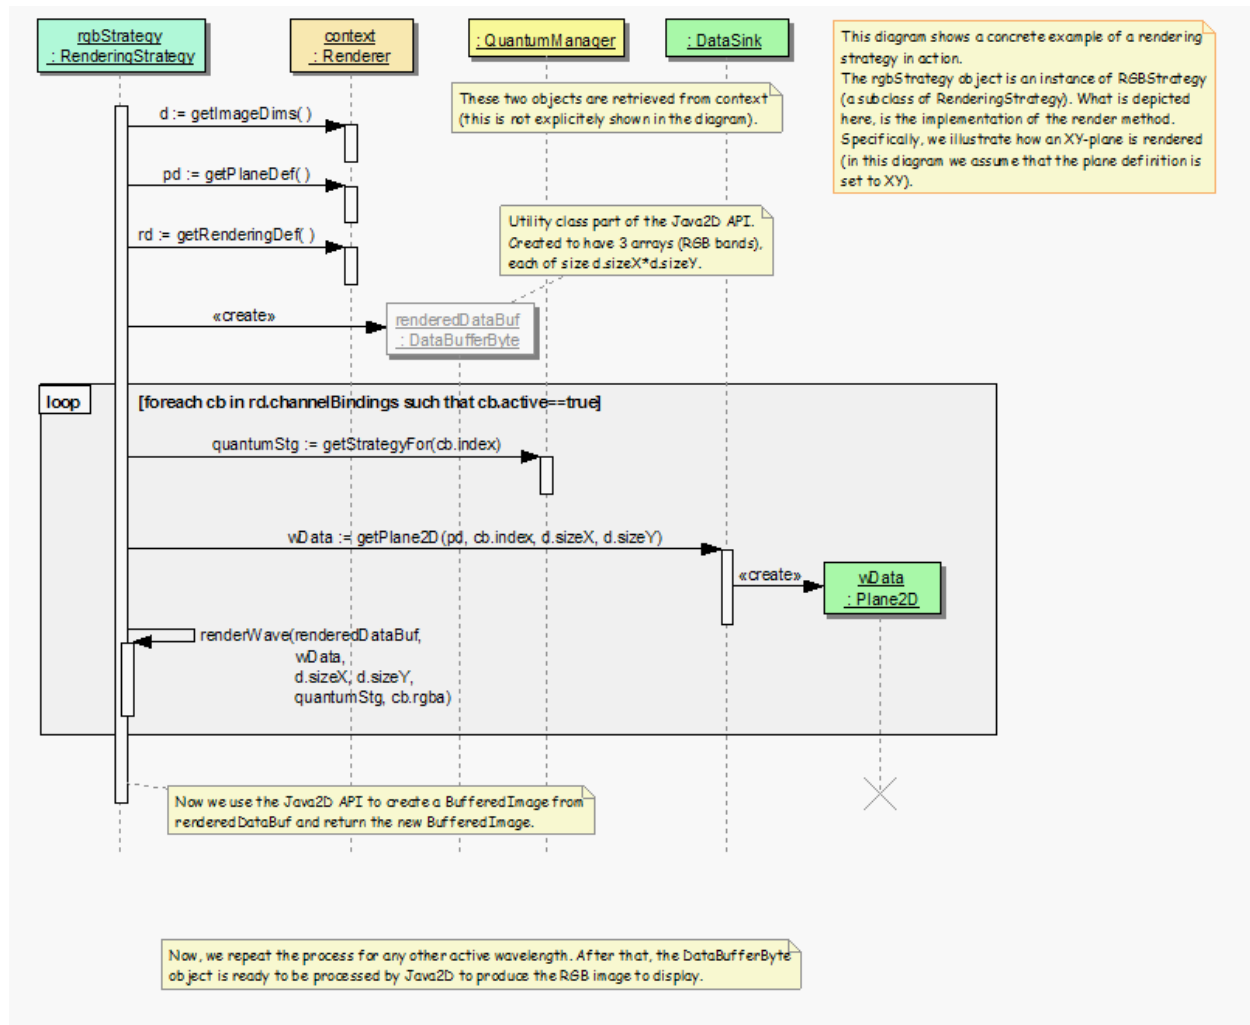 rgbStrategy
: RenderingStrategy
context
: Renderer
: QuantumManager
: DataSink
This diagram shows a concrete example of a rendering
strategy in action.
The rgbStrategy object is an instance of RGBStrategy
(a subclass of RenderingStrategy). What is depicted
here, is the implementation of the render method.
Specifically, we illustrate how an XY-plane is rendered
(in this diagram we assume that the plane definition is
set to XY).
These two objects are retrieved from context
(this is not explicitely shown in the diagram).
d := getImageDims( )
pd := getPlaneDef( )
rd := getRenderingDef( )
Utility class part of the Java2D API.
Created to have 3 arrays (RGB bands),
each of size d.sizeX*d.sizeY.
«create»
renderedDataBuf
: DataBufferByte
loop
[foreach cb in rd.channelBindings such that cb.active==true]
quantumStg := getStrategyFor(cb.index)
wData := getPlane2D(pd, cb.index, d.sizeX, d.sizeY)
«create»
wData
: Plane2D
renderWave(renderedDataBuf,
wData,
d.sizeX, d.sizeY,
quantumStg, cb.rgba)
Now we use the Java2D API to create a BufferedImage from
renderedDataBuf and return the new BufferedImage.
Now, we repeat the process for any other active wavelength. After that, the DataBufferByte
object is ready to be processed by Java2D to produce the RGB image to display.